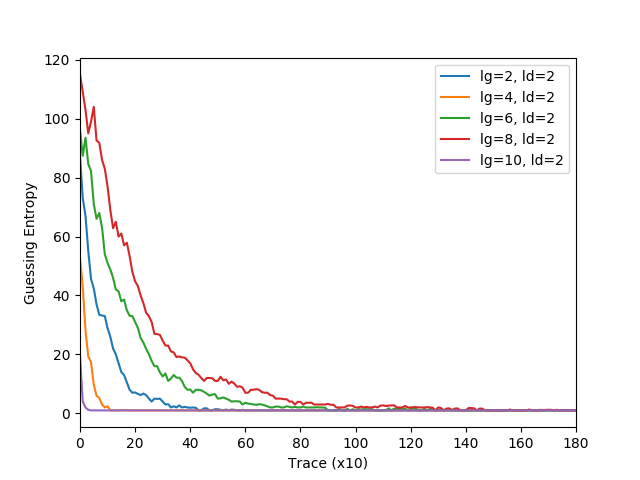 120
100
80
60
40
20
0
Guessing Entropy
0 20 40 60 80 100 120 140 160 180
Trace (x10)
lg=2, ld=2
lg=4, ld=2
lg=6, ld=2
lg=8, ld=2
lg=10, ld=2